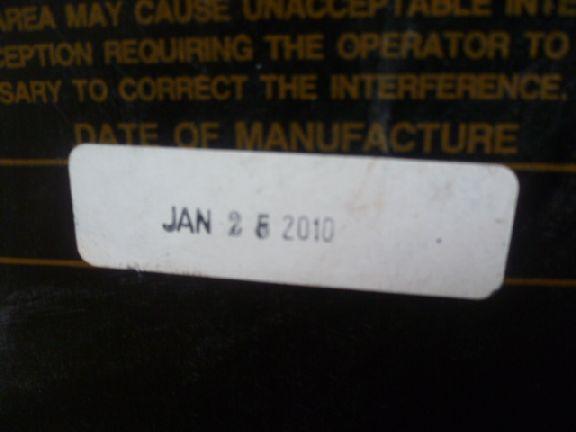 AREA MAY CAUSE UNACCEPTABLE INTE
CEPTION REQUIRING THE OPERATOR TO
SARY TO CORRECT THE INTERFERENCE.
DATE OF MANUFACTURE
JAN 2 2010